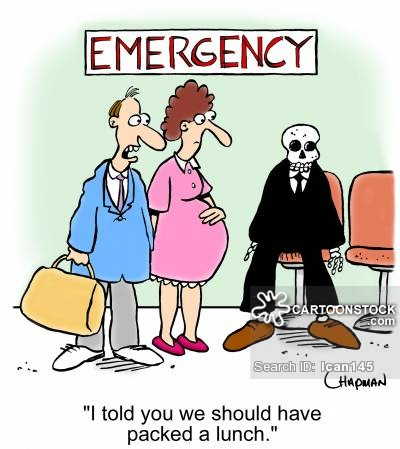 EMERGENCY
CARTOONSTOCK
.com
Search ID: lcan145
CHAPMAN
"I told you we should have
packed a lunch."